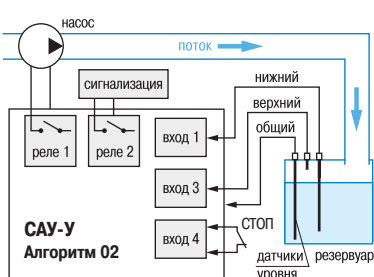 насос
поток
сигнализация
нижний
верхний
общий
реле 1
реле 2
вход 1
вход 3
вход 4
СТОП
САУ-У
Алгоритм 02
датчики уровня
резервуар